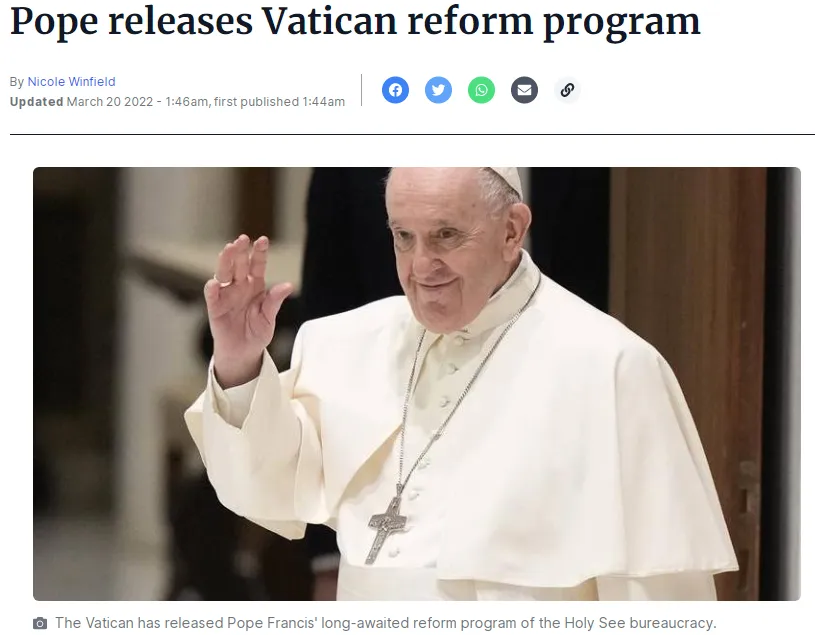 Pope releases Vatican reform program
By Nicole Winfield
Updated March 20 2022 - 1:46am, first published 1:44am
The Vatican has released Pope Francis' long-awaited reform program of the Holy See bureaucracy.